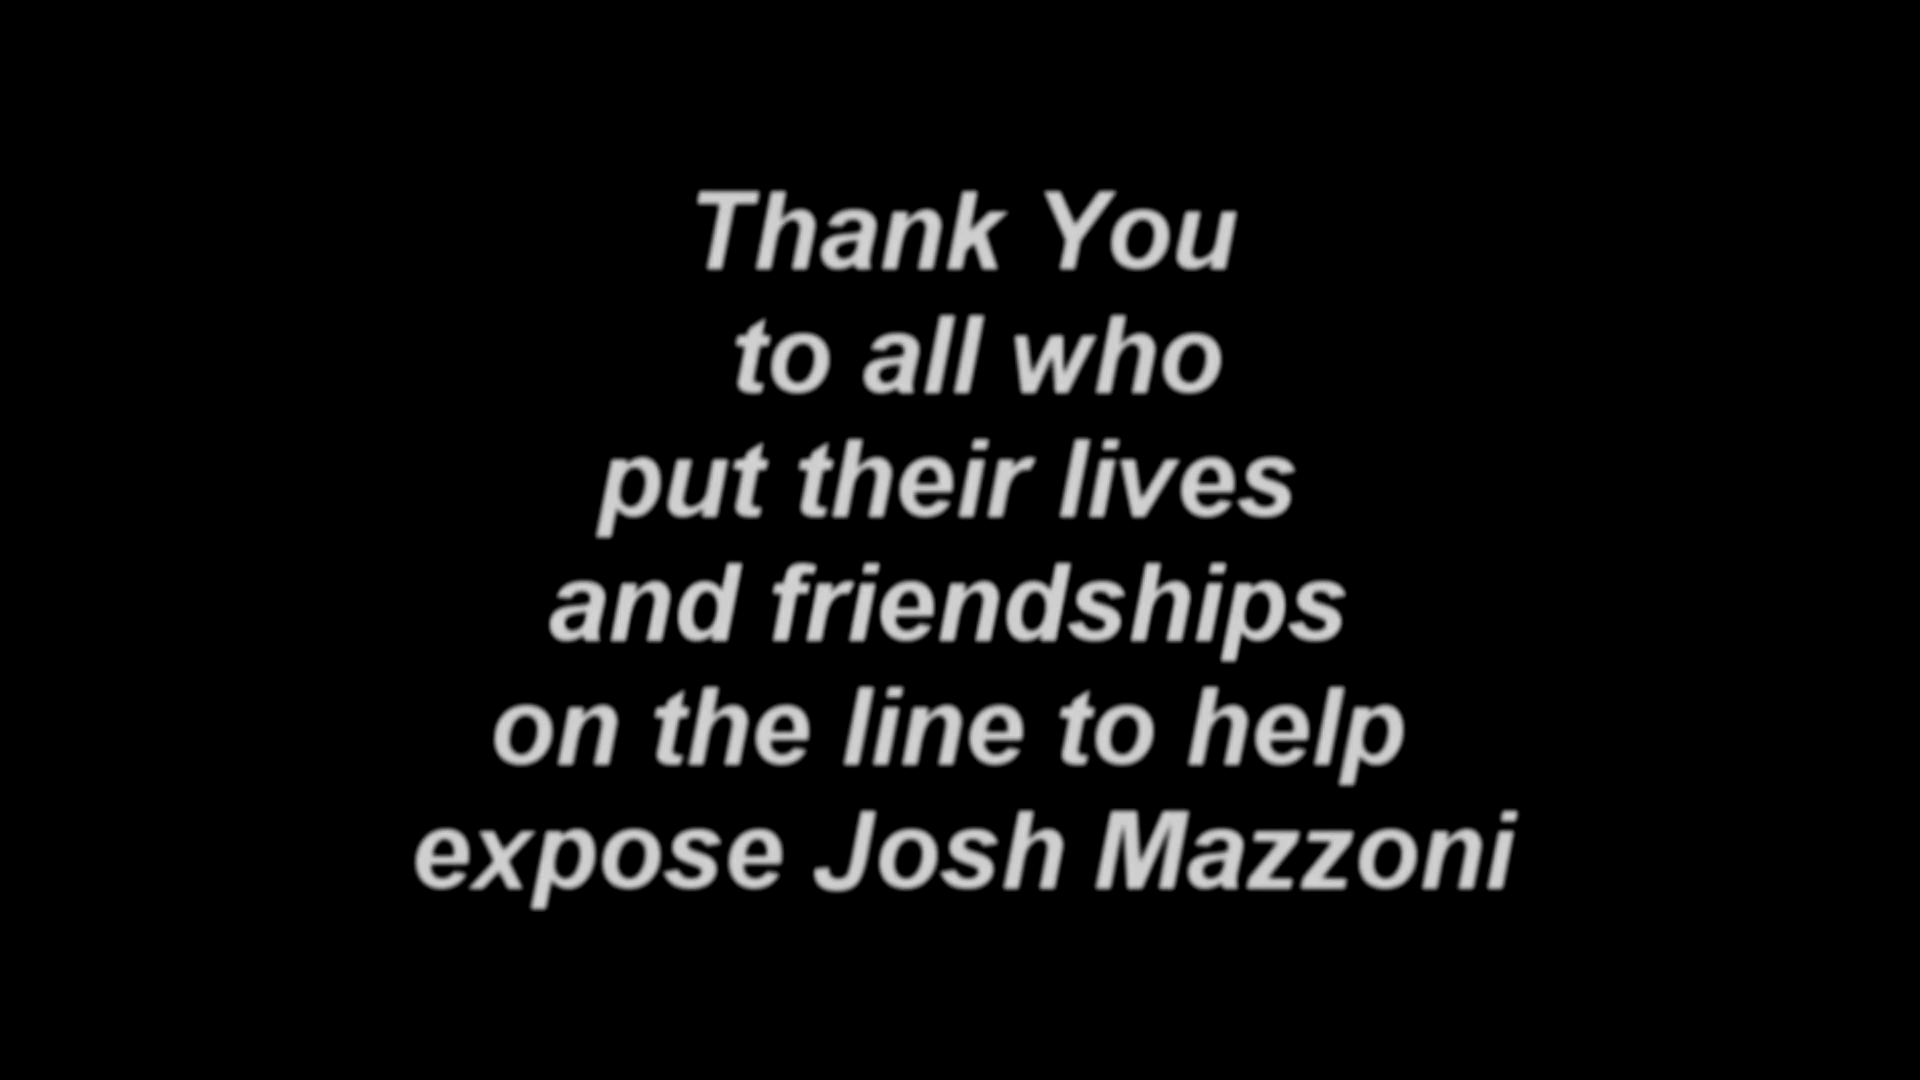 Thank You
to all who
put their lives
and friendships
on the line to help
expose Josh Mazzoni